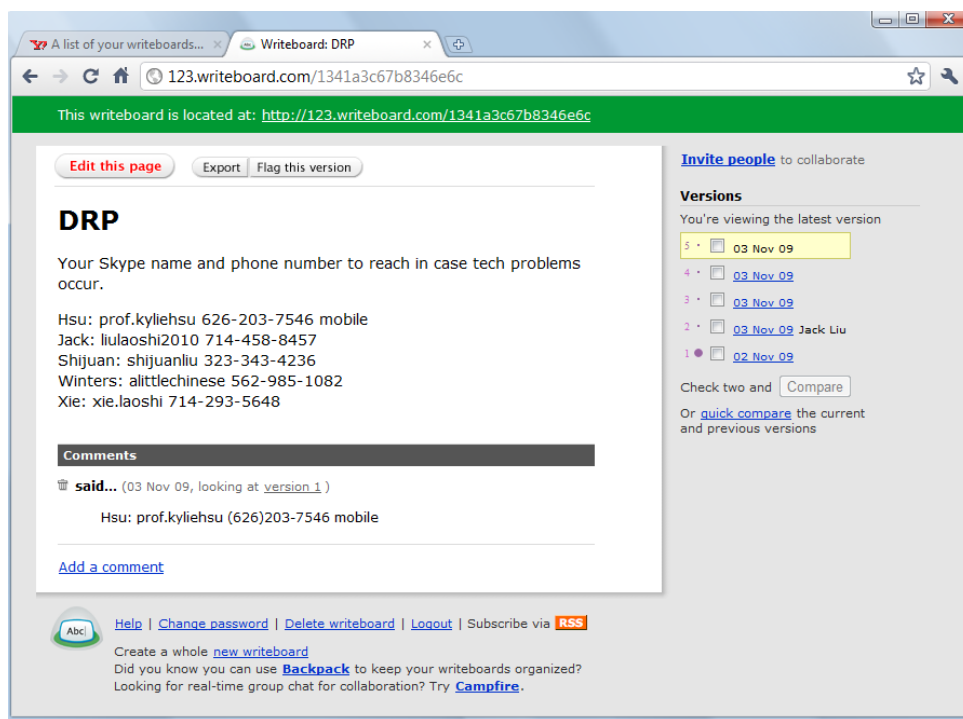 A list of your writeboards...
Writeboard: DRP
123.writeboard.com/1341a3c67b8346e6c
This writeboard is located at: http://123.writeboard.com/1341a3c67b8346e6c
Edit this page Export Flag this version
DRP
Your Skype name and phone number to reach in case tech problems
occur.
Hsu: prof.kyliehsu 626-203-7546 mobile
Jack: liulaoshi2010 714-458-8457
Shijuan: shijuanliu 323-343-4236
Winters: alittlechinese 562-985-1082
Xie: xie.laoshi 714-293-5648
Comments
said... (03 Nov 09, looking at version 1 )
Hsu: prof.kyliehsu (626)203-7546 mobile
Add a comment
Invite people to collaborate
Versions
You're viewing the latest version
5 · 03 Nov 09
4 · 03 Nov 09
3 · 03 Nov 09
2 · 03 Nov 09 Jack Liu
1 ● 02 Nov 09
Check two and Compare
Or quick compare the current
and previous versions
Abc
Help | Change password | Delete writeboard | Logout | Subscribe via RSS
Create a whole new writeboard
Did you know you can use Backpack to keep your writeboards organized?
Looking for real-time group chat for collaboration? Try Campfire.